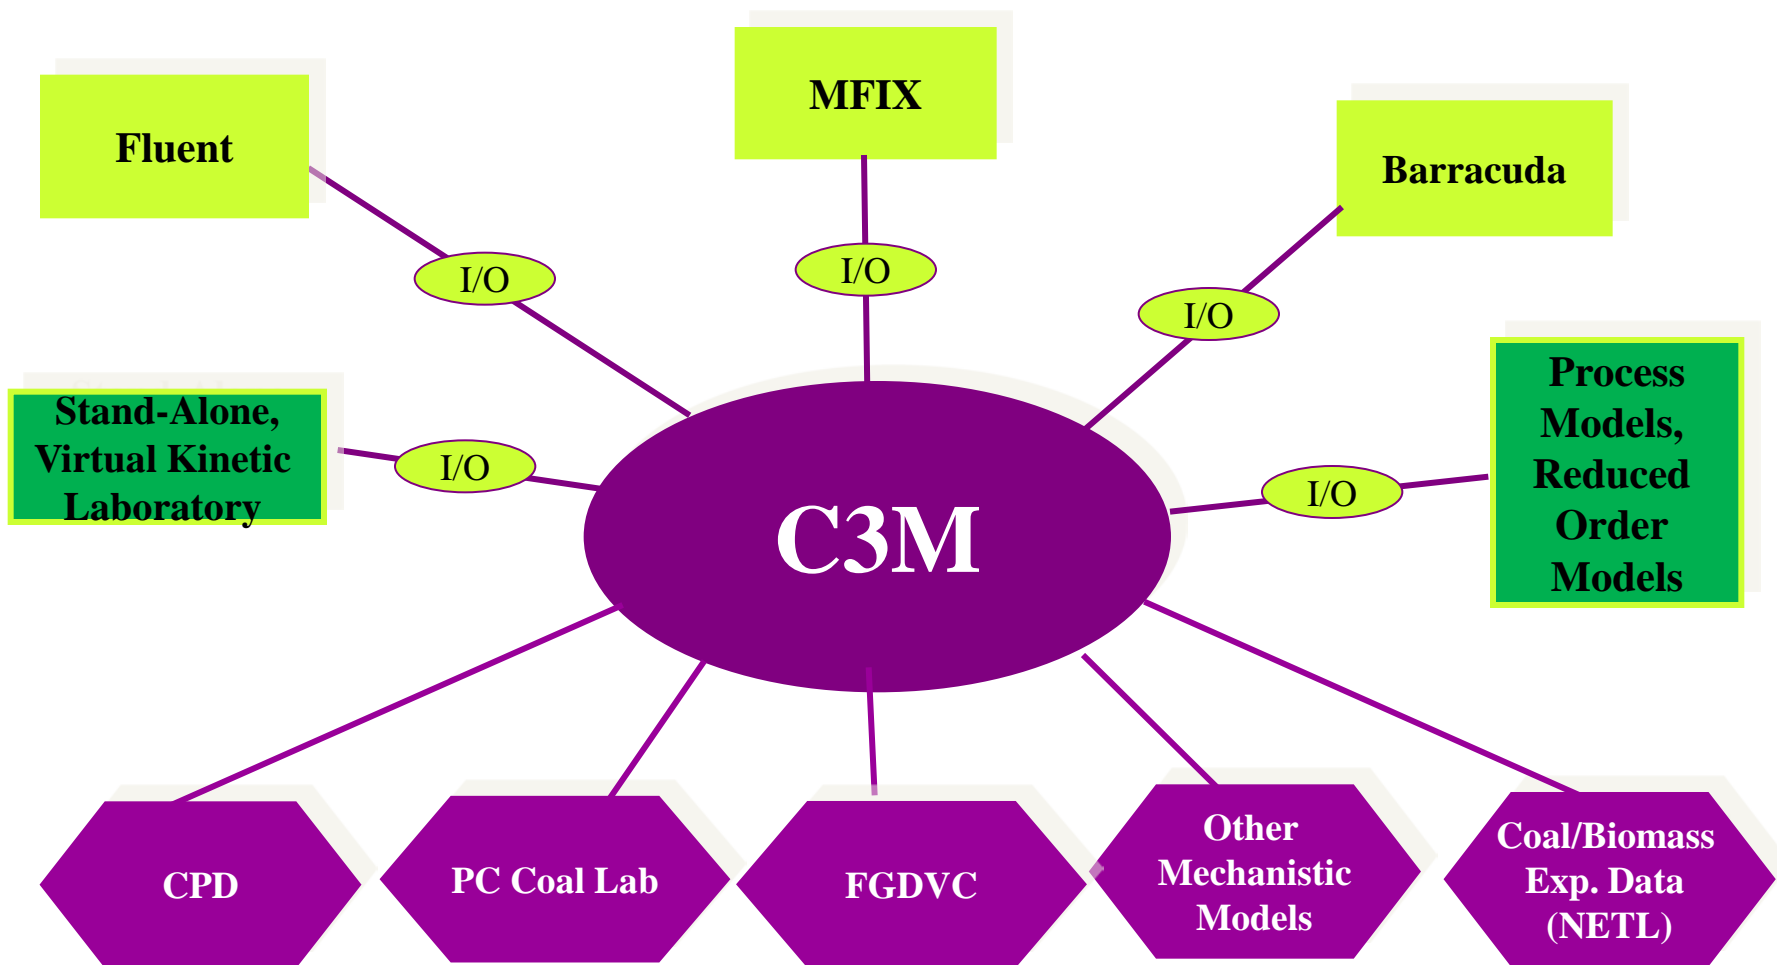 MFIX
Fluent
Barracuda
I/O
I/O
I/O
Stand-Alone,
Virtual Kinetic
Laboratory
I/O
C3M
I/O
Process
Models,
Reduced
Order
Models
CPD
PC Coal Lab
FGDVC
Other
Mechanistic
Models
Coal/Biomass
Exp. Data
(NETL)